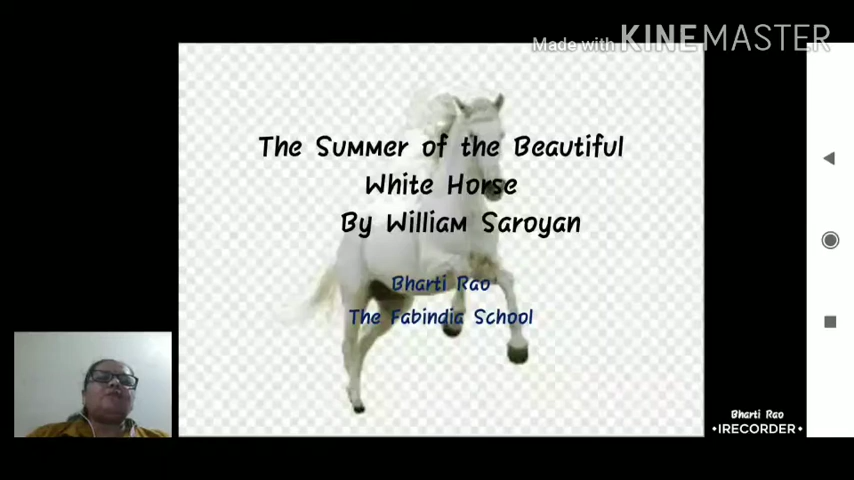 Made with KINEMASTER
The Summer of the Beautiful
White Horse
By William Saroyan
Bharti Rao
The Fabindia School
Bharti Rao
IRECORDER